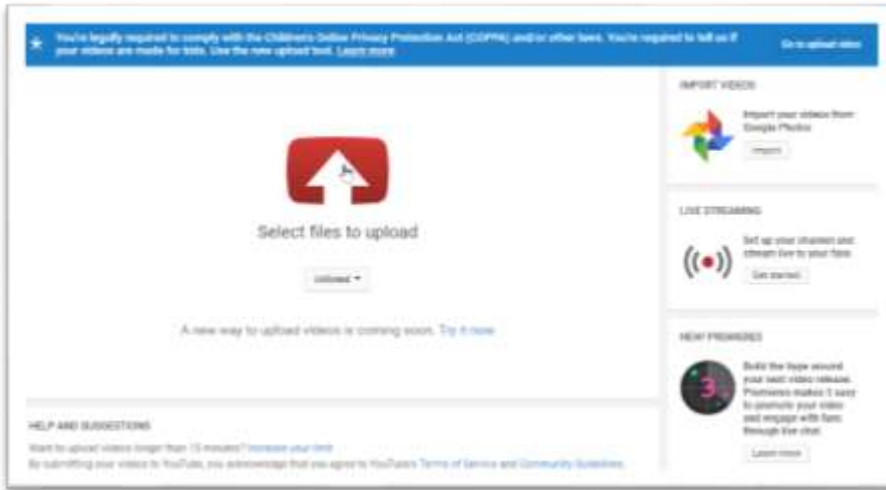 You're legally required to comply with the Children's Online Privacy Protection Act (COPPA) and/or other laws. You're required to tell us if
your videos are made for kids. Use the new upload tool. Learn more
Go to upload video
Select files to upload
A new way to upload videos is coming soon. Try it now
HELP AND SUGGESTIONS
Want to upload videos longer than 15 minutes? Increase your limit
By submitting your videos to YouTube, you acknowledge that you agree to YouTube's Terms of Service and Community Guidelines.
IMPORT VIDEOS
Import your videos from
Google Photos
Import
LIVE STREAMING
Set up your channel and
stream live to your fans
Get started
NEW! PREMIERES
3
Build the hype around
your next video release.
Premieres makes it easy
to promote your video
and engage with fans
through live chat.
Learn more